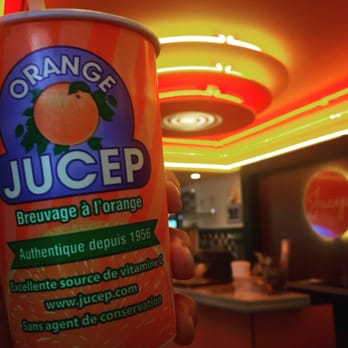 ORANGE
JUCEP
Breuvage à l'orange
Authentique depuis 1956
Excellente source de vitamine C
www.jucep.com
Sans agent de conservation